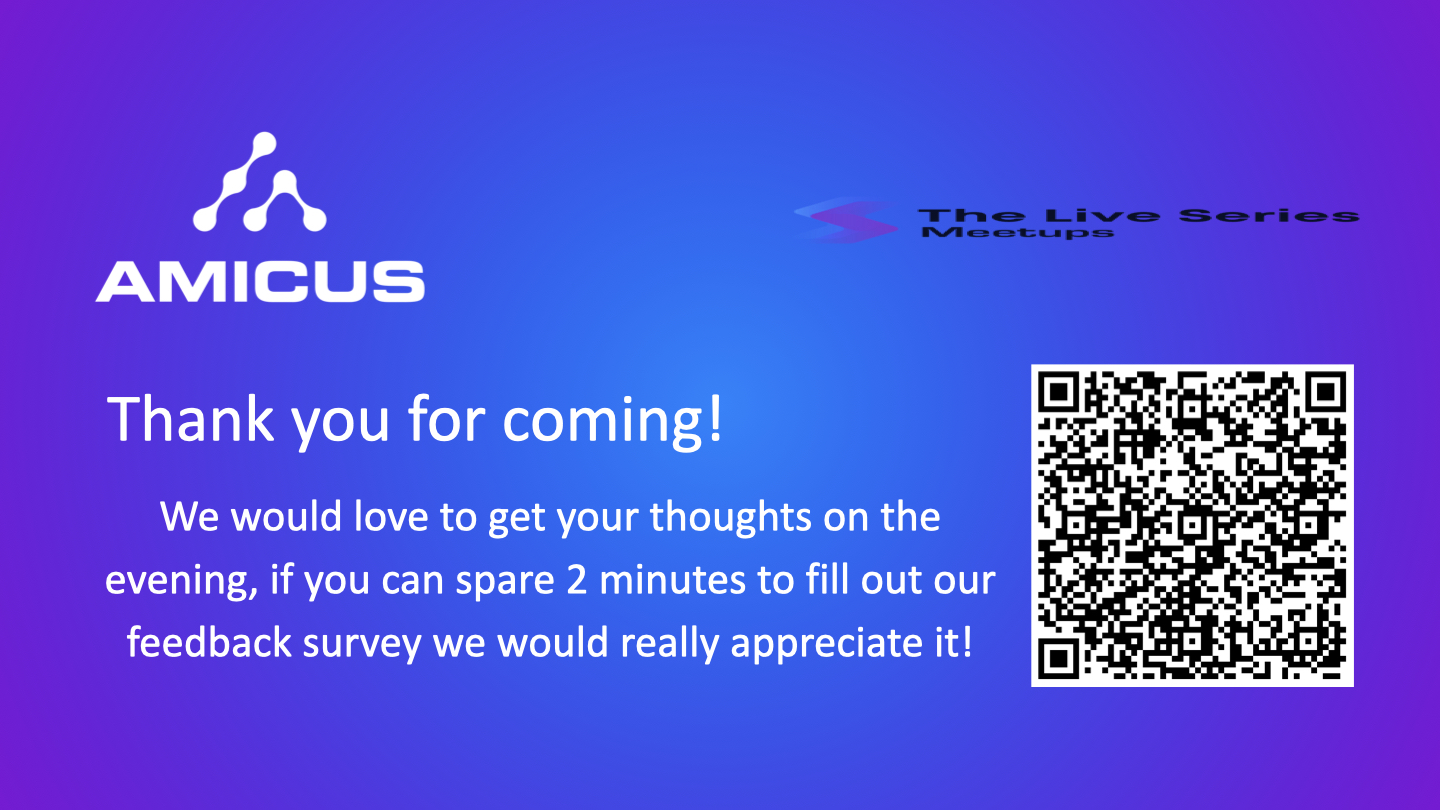 AMICUS
The Live Series
Meetups
Thank you for coming!
We would love to get your thoughts on the
evening, if you can spare 2 minutes to fill out our
feedback survey we would really appreciate it!